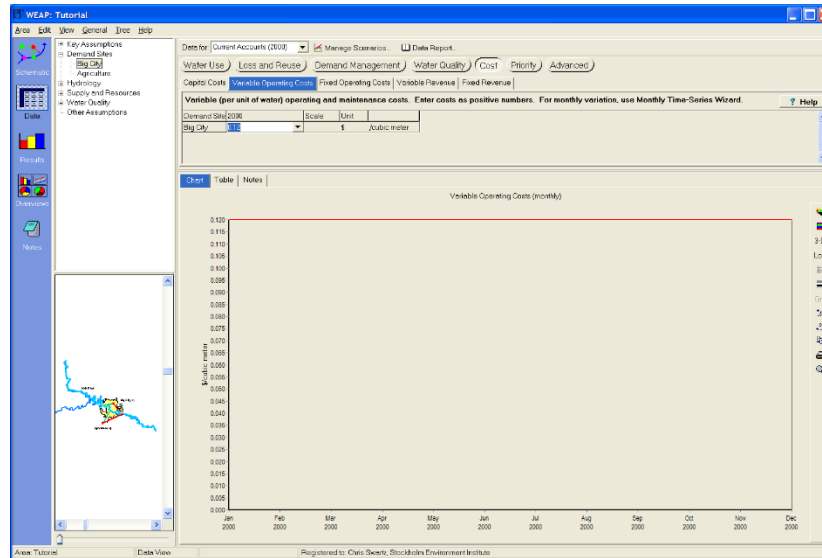 WEAP: Tutorial
Area Edit View General Tree Help
Schematic
Data
Results
Overviews
Notes
Key Assumptions
Demand Sites
Big City
Agriculture
Hydrology
Supply and Resources
Water Quality
Other Assumptions
Data for: Current Accounts (2000) Manage Scenarios... Data Report...
Water Use Loss and Reuse Demand Management Water Quality Cost Priority Advanced
Capital Costs Variable Operating Costs Fixed Operating Costs Variable Revenue Fixed Revenue
Variable (per unit of water) operating and maintenance costs. Enter costs as positive numbers. For monthly variation, use Monthly Time-Series Wizard. ? Help
Demand Site 2000 Scale Unit
Big City 0.12 $ /cubic meter
Chart Table Notes
Variable Operating Costs (monthly)
$/cubic meter
0.120
0.115
0.110
0.105
0.100
0.095
0.090
0.085
0.080
0.075
0.070
0.065
0.060
0.055
0.050
0.045
0.040
0.035
0.030
0.025
0.020
0.015
0.010
0.005
0.000
Jan Feb Mar Apr May Jun Jul Aug Sep Oct Nov Dec
2000 2000 2000 2000 2000 2000 2000 2000 2000 2000 2000 2000
Area: Tutorial Data View Registered to: Chris Swartz, Stockholm Environment Institute